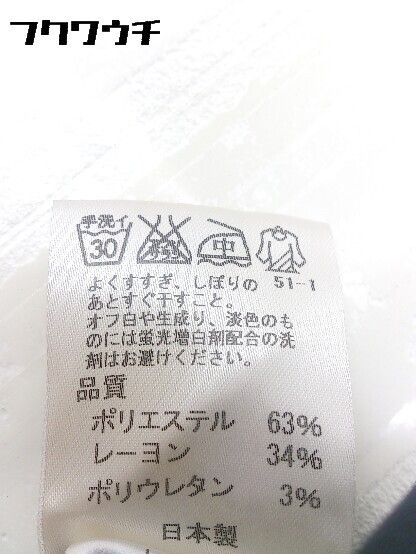 フクワウチ
手洗イ
30
中
51-1
よくすすぎ、しぼりの
あとすぐ干すこと。
オフ白や生成り、淡色のも
のには蛍光増白剤配合の洗
剤はお避けください。
品質
ポリエステル 63%
レーヨン 34%
ポリウレタン 3%
日本製